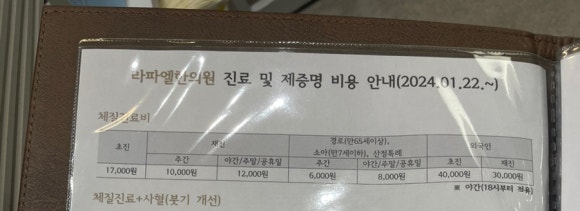 라파엘한의원 진료 및 제증명 비용 안내(2024.01.22.~)
체질진료비
초진 재진 경로(만65세이상), 소아(만7세이하), 산정특례 외국인
주간 야간/주말/공휴일 주간 야간/주말/공휴일 초진 재진
17,000원 10,000원 12,000원 6,000원 8,000원 40,000원 30,000원
※ 야간(18시부터 적용)
체질진료+사혈(붓기 개선)